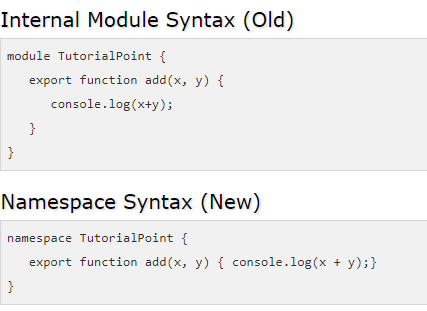 Internal Module Syntax (Old)
module TutorialPoint {
   export function add(x, y) {
      console.log(x+y);
   }
}
Namespace Syntax (New)
namespace TutorialPoint {
   export function add(x, y) { console.log(x + y);}
}